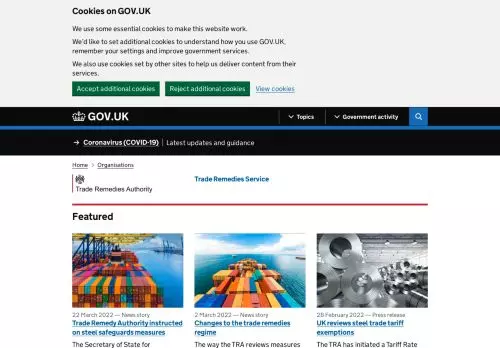 Cookies on GOV.UK
We use some essential cookies to make this website work.
We'd like to set additional cookies to understand how you use GOV.UK,
remember your settings and improve government services.
We also use cookies set by other sites to help us deliver content from their
services.
Accept additional cookies Reject additional cookies View cookies
GOV.UK Topics Government activity
→ Coronavirus (COVID-19) | Latest updates and guidance
Home > Organisations
Trade Remedies Authority
Trade Remedies Service
Featured
22 March 2022 — News story
Trade Remedy Authority instructed
on steel safeguards measures
The Secretary of State for
2 March 2022 — News story
Changes to the trade remedies
regime
The way the TRA reviews measures
28 February 2022 — Press release
UK reviews steel trade tariff
exemptions
The TRA has initiated a Tariff Rate